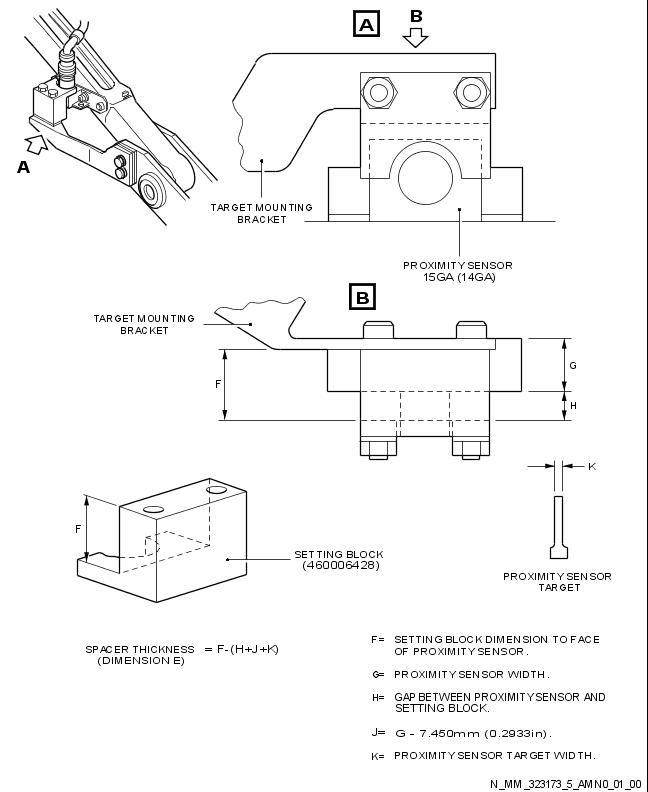 A
B
A
TARGET MOUNTING
BRACKET
PROXIMITY SENSOR
15GA (14GA)
B
TARGET MOUNTING
BRACKET
F
G
H
K
F
SETTING BLOCK
(460006428)
PROXIMITY SENSOR
TARGET
SPACER THICKNESS = F-(H+J+K)
(DIMENSION E)
F= SETTING BLOCK DIMENSION TO FACE
OF PROXIMITY SENSOR.
G= PROXIMITY SENSOR WIDTH.
H= GAP BETWEEN PROXIMITY SENSOR AND
SETTING BLOCK.
J= G - 7.450mm (0.2933in).
K= PROXIMITY SENSOR TARGET WIDTH.
N_MM_323173_5_AMN0_01_00